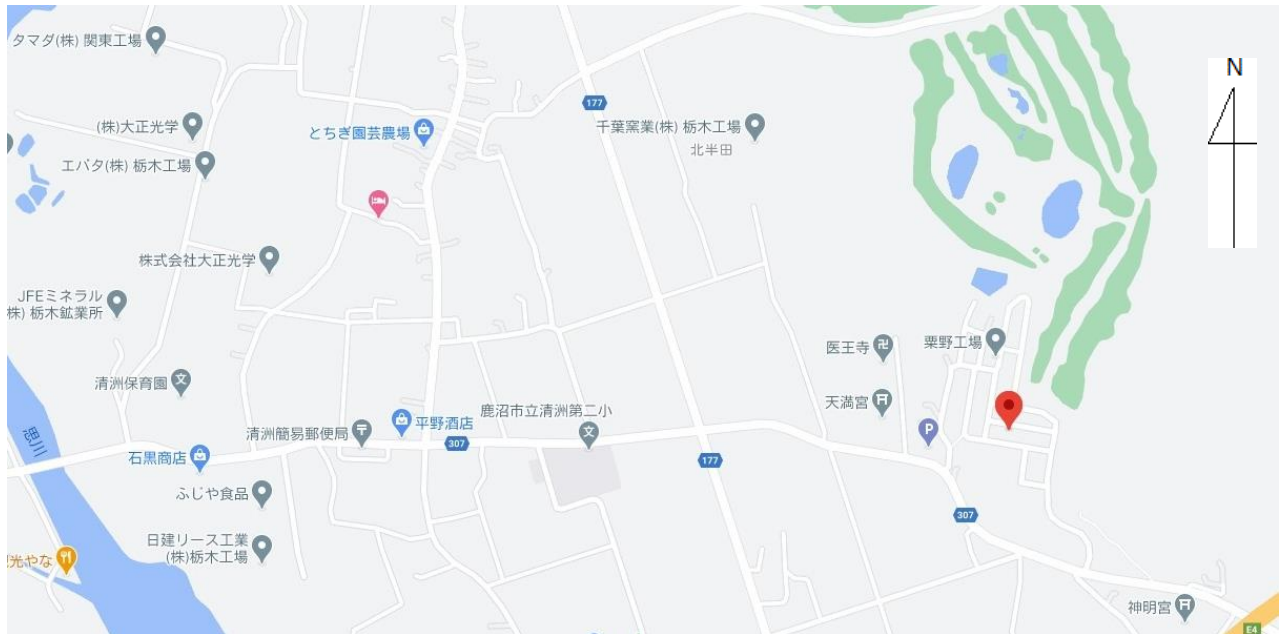 タマダ(株) 関東工場
N
177
(株)大正光学
とちぎ園芸農場
千葉窯業(株) 栃木工場
北半田
エバタ(株) 栃木工場
株式会社大正光学
JFEミネラル
株) 栃木鉱業所
医王寺
卍
粟野工場
清洲保育園
文
天満宮
鹿沼市立清洲第二小
文
平野酒店
清洲簡易郵便局
〒
307
P
思川
石黒商店
177
ふじや食品
307
日建リース工業
(株)栃木工場
光やな
神明宮
E4